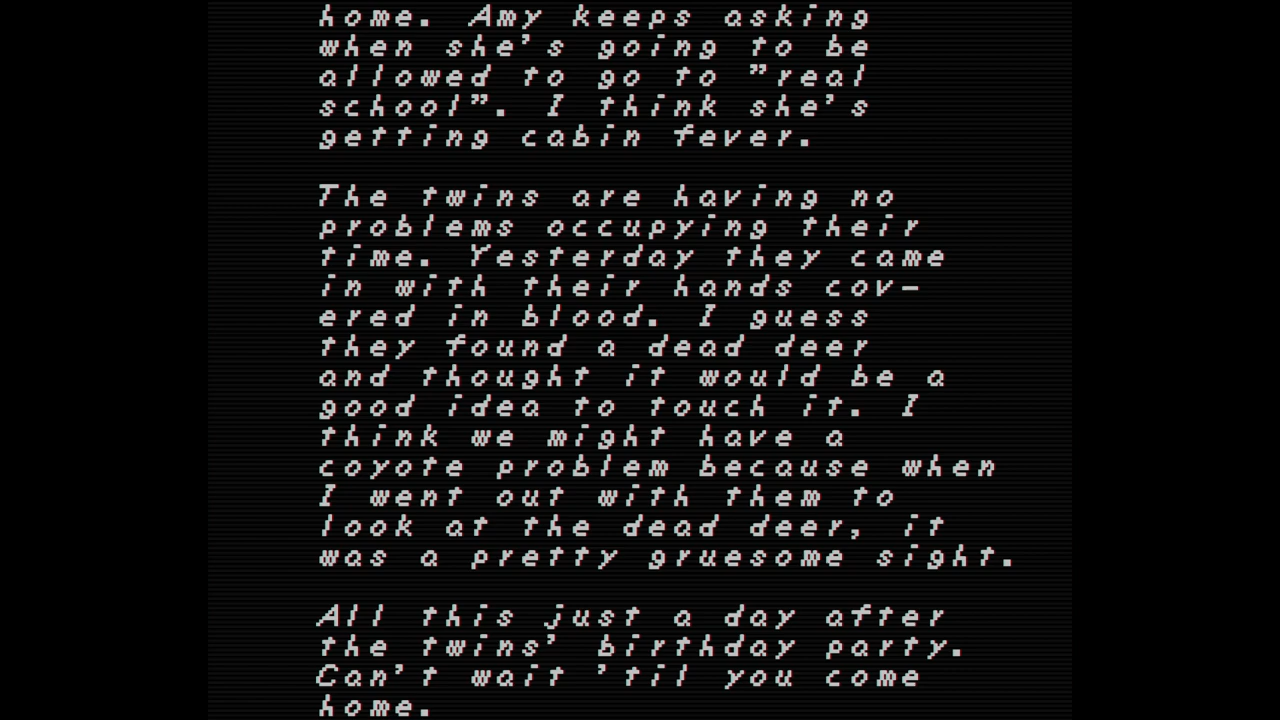 home. Amy keeps asking
when she's going to be
allowed to go to "real
school". I think she's
getting cabin fever.
The twins are having no
problems occupying their
time. Yesterday they came
in with their hands cov-
ered in blood. I guess
they found a dead deer
and thought it would be a
good idea to touch it. I
think we might have a
coyote problem because when
I went out with them to
look at the dead deer, it
was a pretty gruesome sight.
All this just a day after
the twins' birthday party.
Can't wait 'til you come
home.